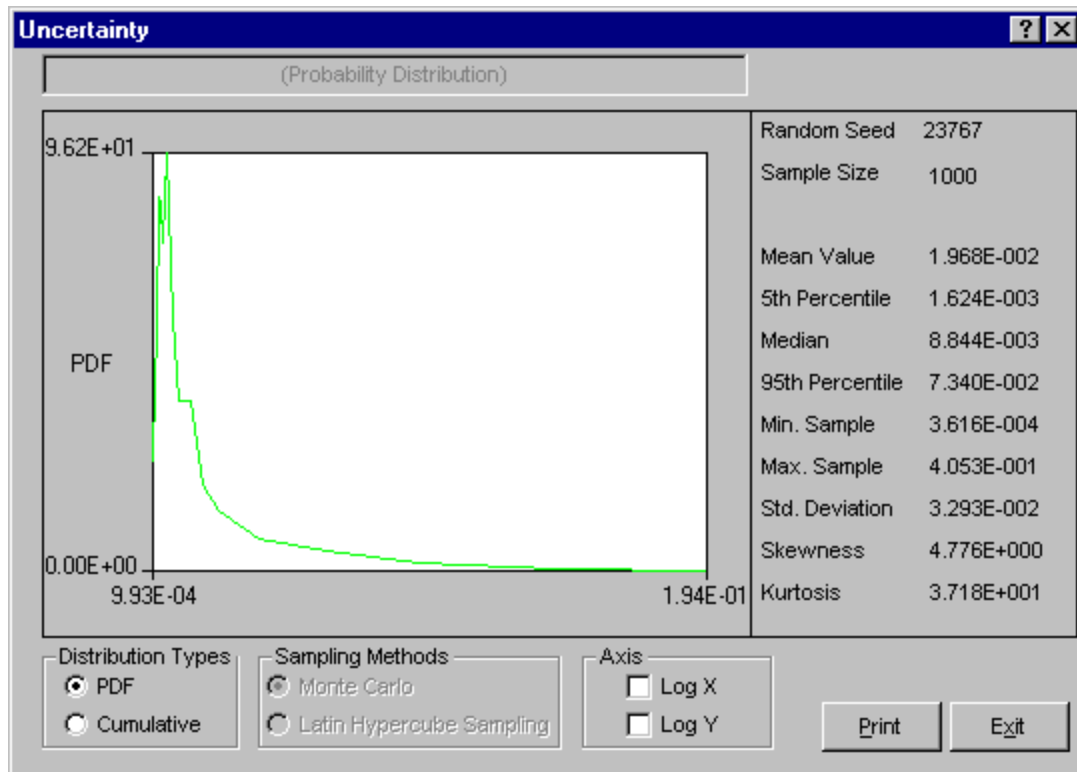 Uncertainty
(Probability Distribution)
9.62E+01
PDF
0.00E+00
9.93E-04
1.94E-01
Random Seed 23767
Sample Size 1000
Mean Value 1.968E-002
5th Percentile 1.624E-003
Median 8.844E-003
95th Percentile 7.340E-002
Min. Sample 3.616E-004
Max. Sample 4.053E-001
Std. Deviation 3.293E-002
Skewness 4.776E+000
Kurtosis 3.718E+001
Distribution Types
PDF
Cumulative
Sampling Methods
Monte Carlo
Latin Hypercube Sampling
Axis
Log X
Log Y
Print
Exit